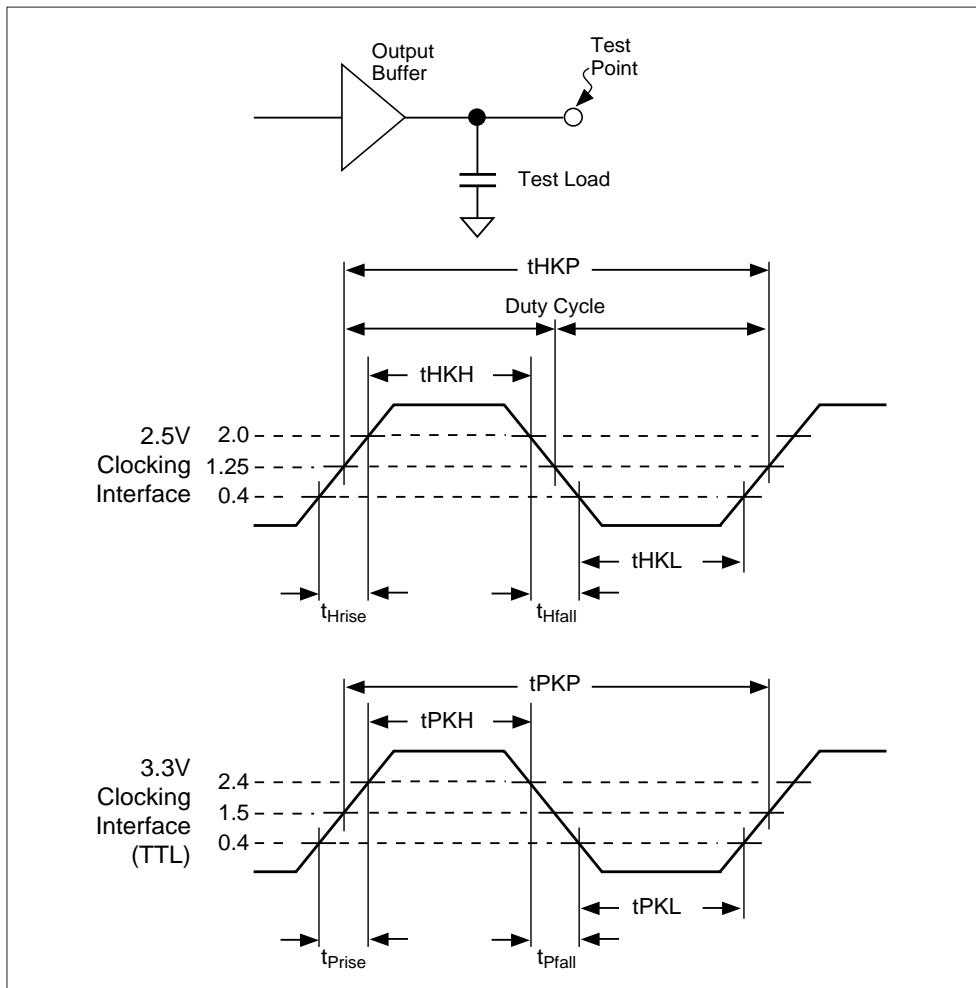 Output
Buffer
Test
Point
Test Load
tHKP
Duty Cycle
tHKH
2.5V
Clocking
Interface
2.0
1.25
0.4
tHKL
tHrise
tHfall
tPKP
tPKH
3.3V
Clocking
Interface
(TTL)
2.4
1.5
0.4
tPKL
tPrise
tPfall